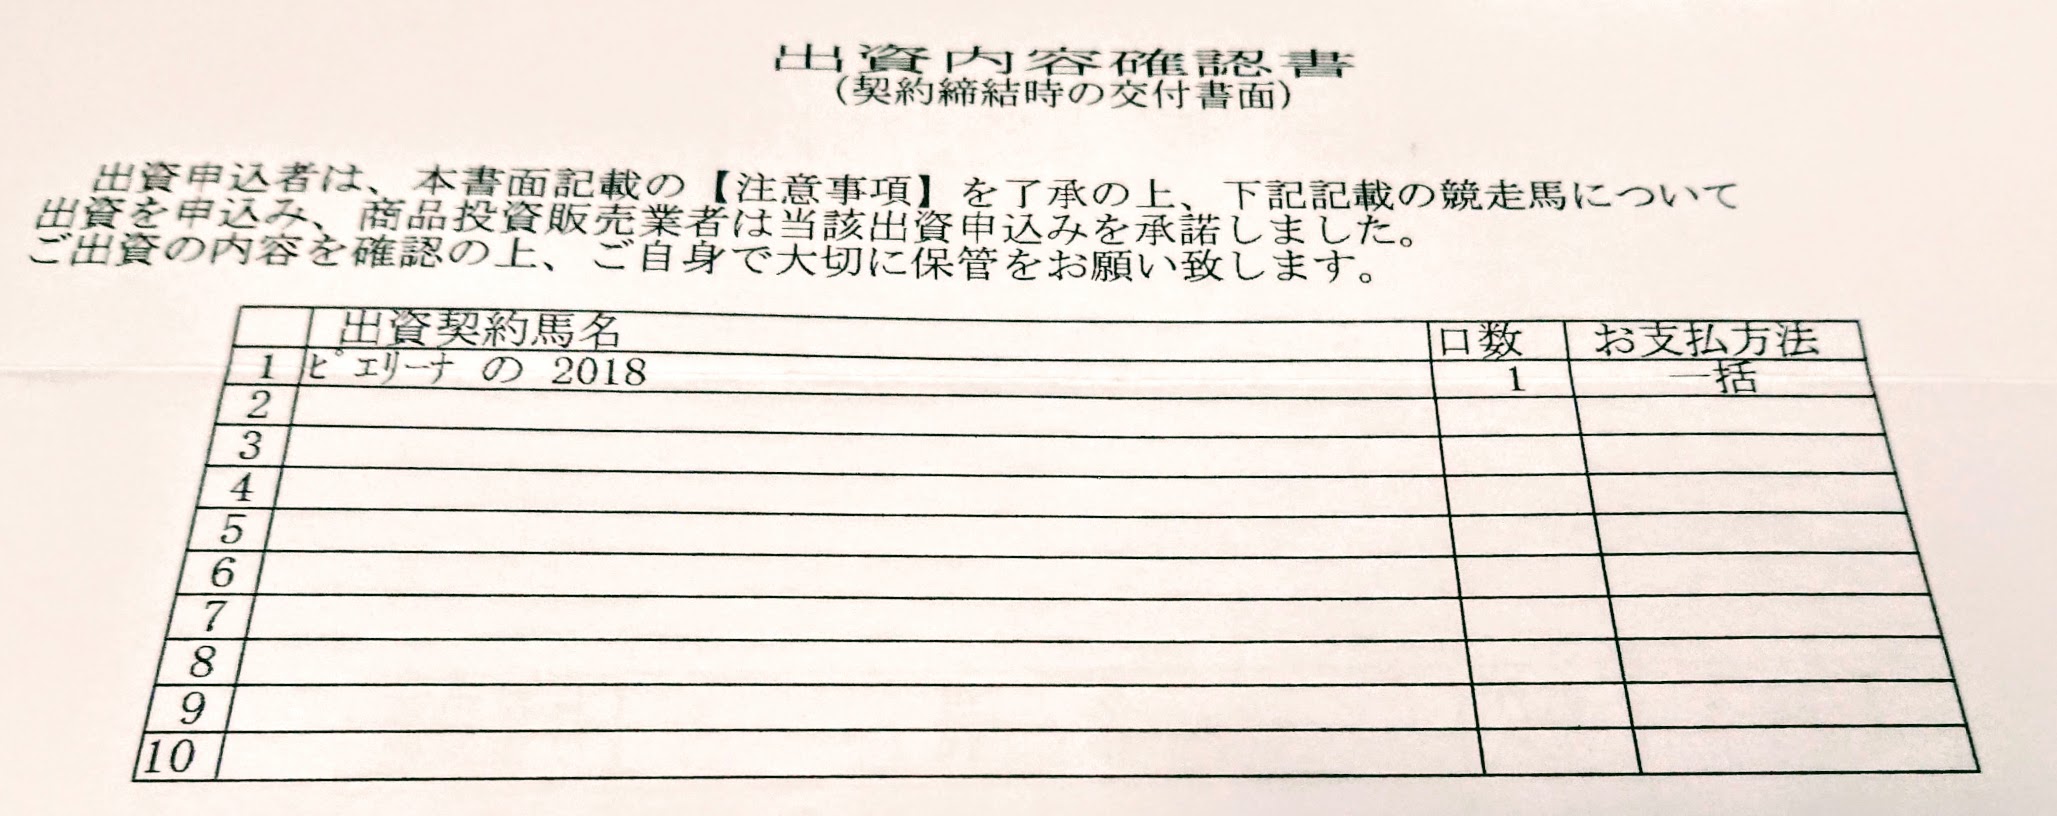 出資内容確認書
(契約締結時の交付書面)
出資申込者は、本書面記載の【注意事項】を了承の上、下記記載の競走馬について
出資を申込み、商品投資販売業者は当該出資申込みを承諾しました。
ご出資の内容を確認の上、ご自身で大切に保管をお願い致します。
出資契約馬名 口数 お支払方法
1 ﾋﾟｴﾘｰﾅ の 2018 1 一括
2
3
4
5
6
7
8
9
10